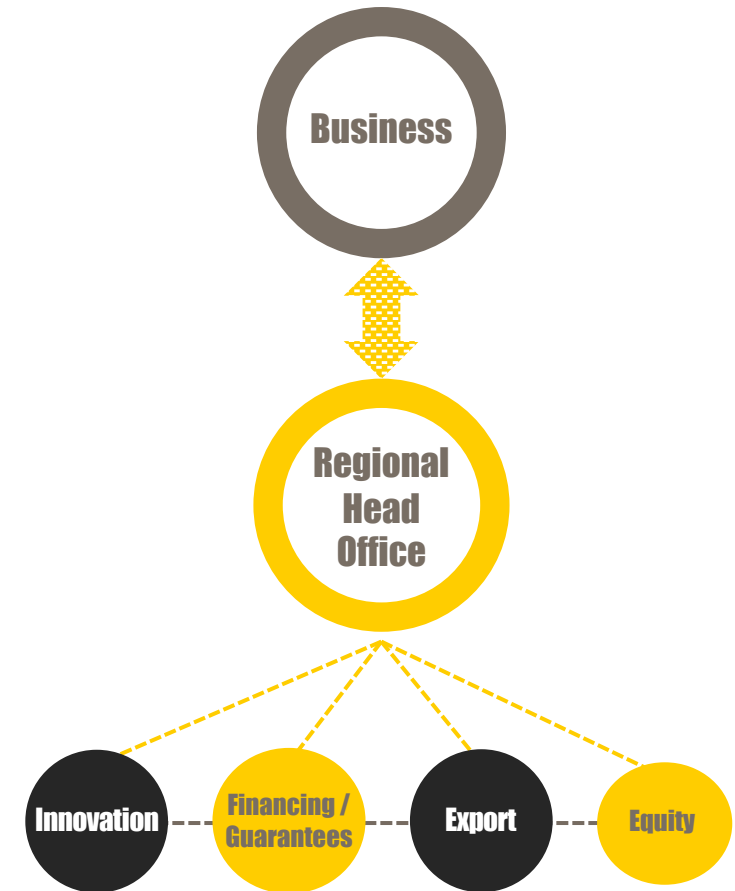 Business
Regional
Head
Office
Innovation
Financing /
Guarantees
Export
Equity